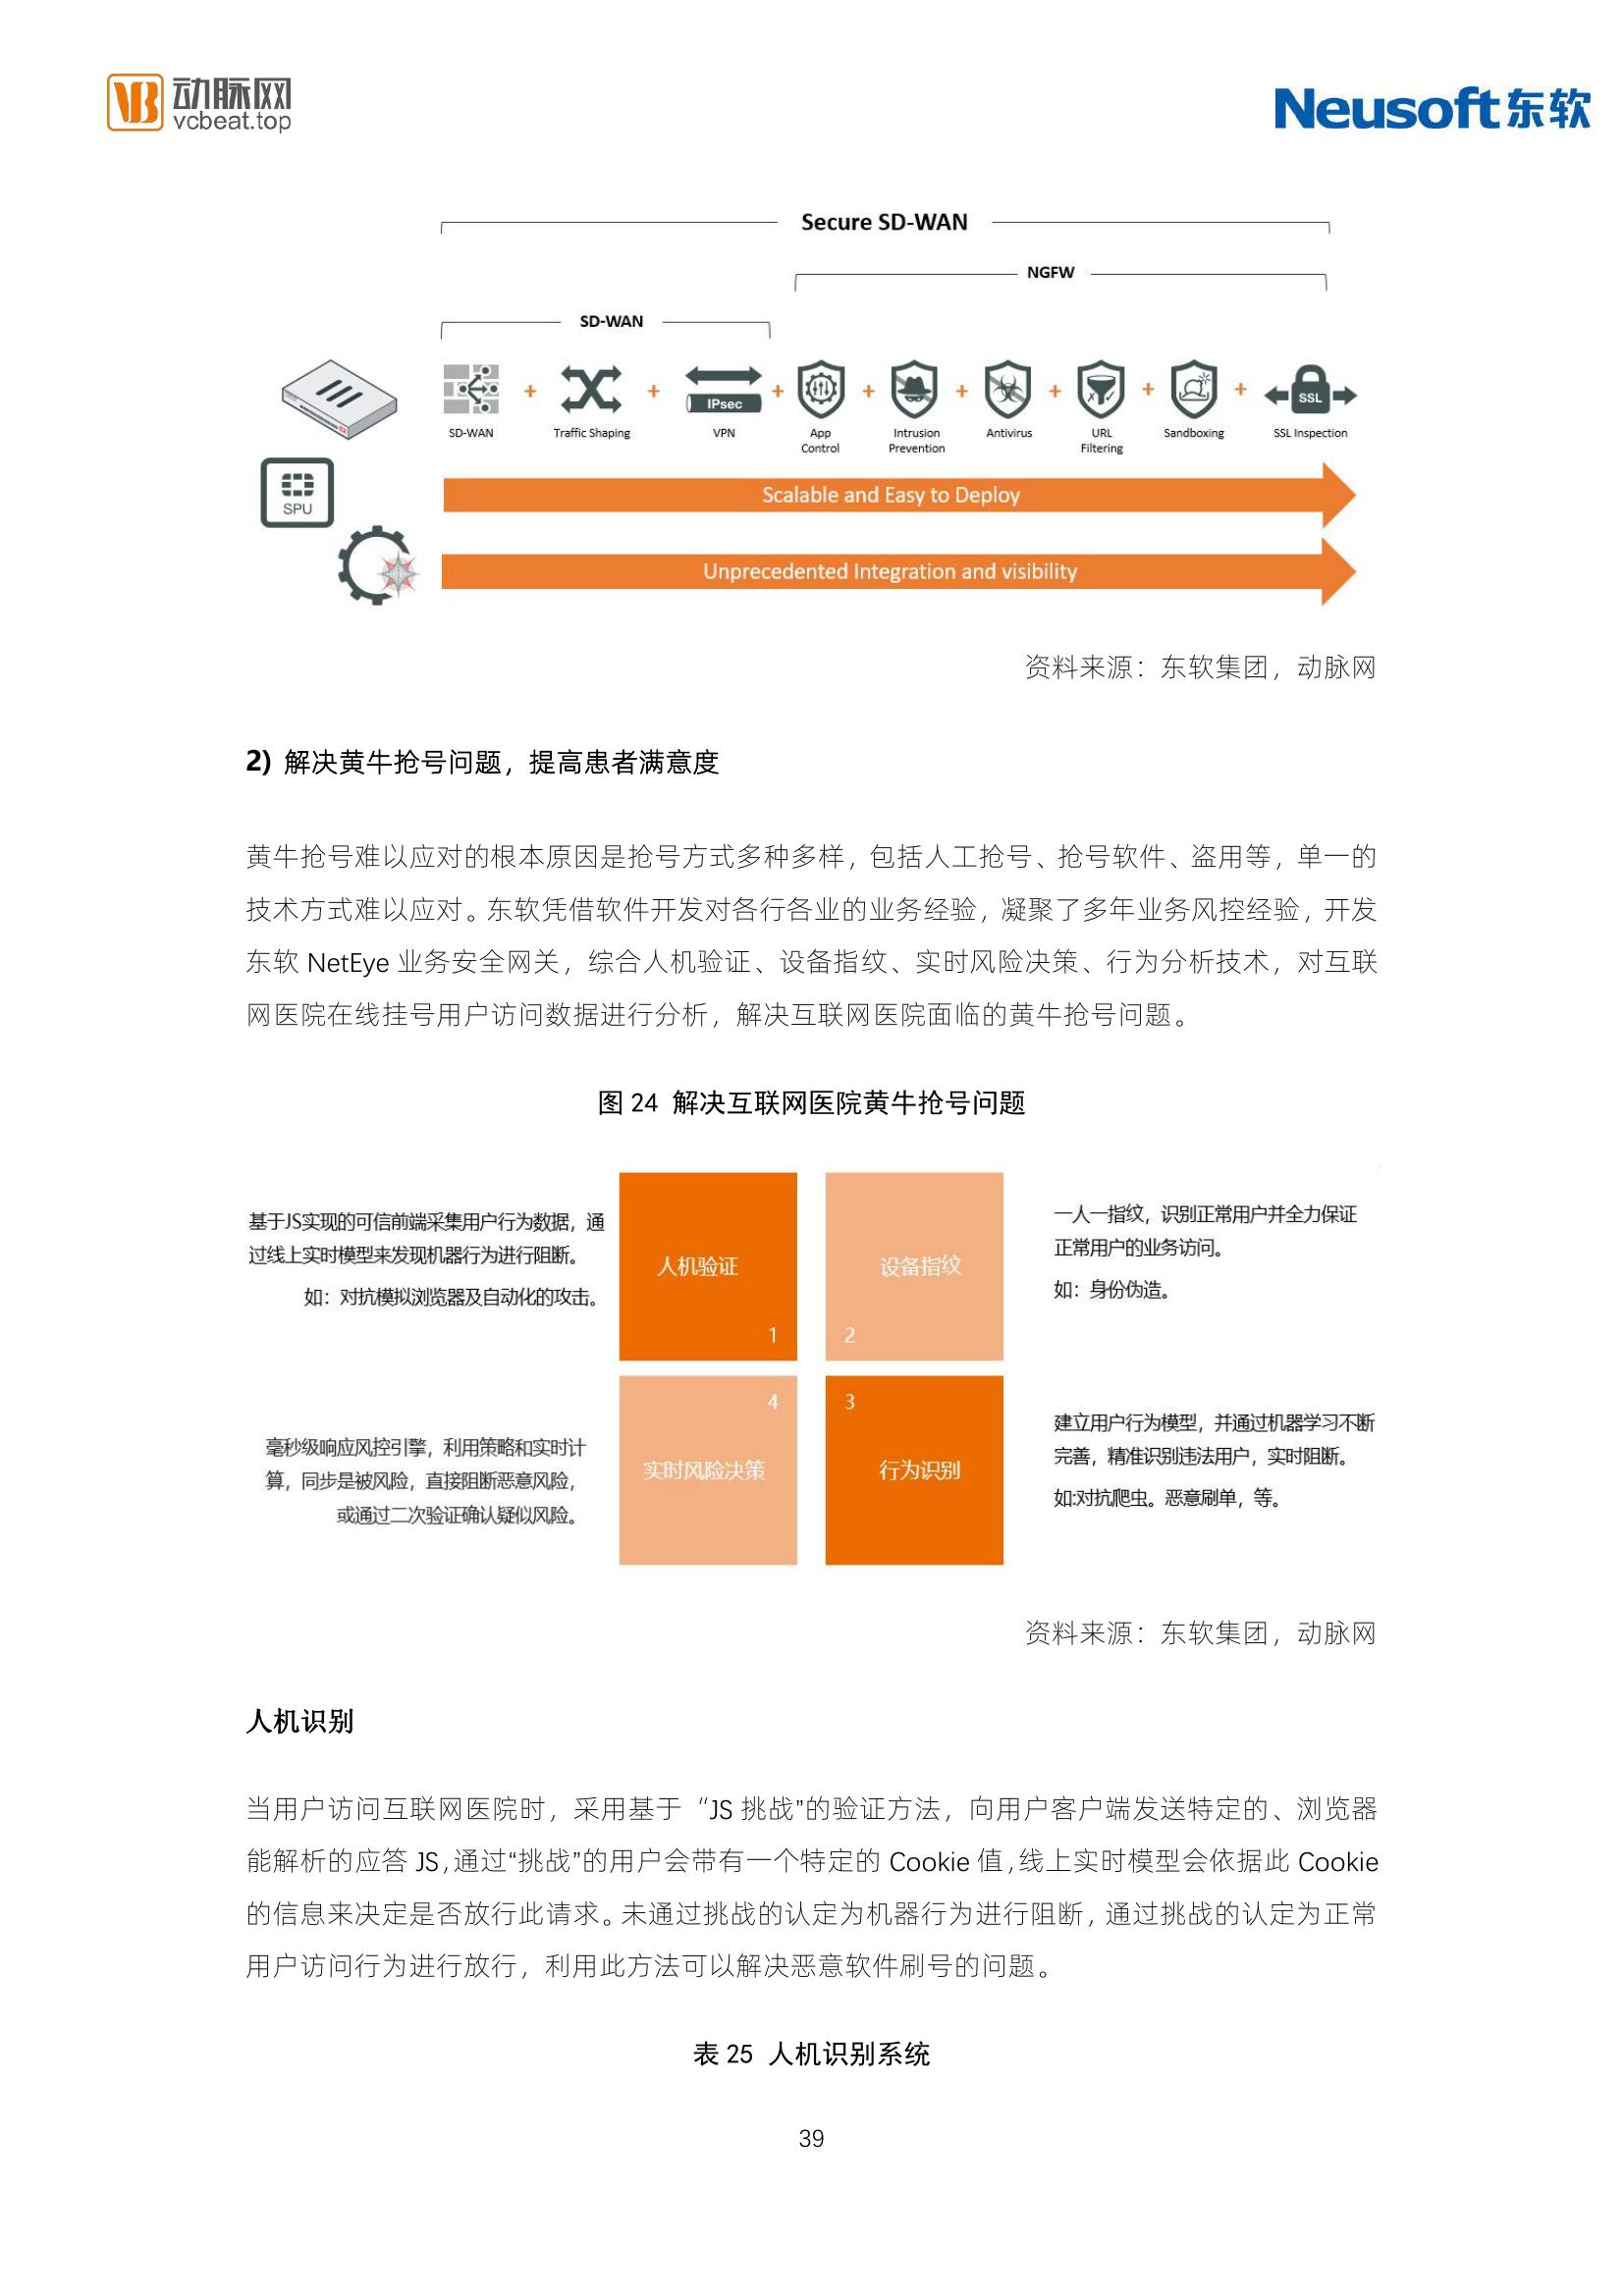 动脉网
vcbeat.top
Neusoft东软
Secure SD-WAN
NGFW
SD-WAN
IPsec
SSL
SD-WAN
Traffic Shaping
VPN
App
Control
Intrusion
Prevention
Antivirus
URL
Filtering
Sandboxing
SSL Inspection
SPU
Scalable and Easy to Deploy
Unprecedented Integration and visibility
资料来源：东软集团，动脉网
2) 解决黄牛抢号问题，提高患者满意度
黄牛抢号难以应对的根本原因是抢号方式多种多样，包括人工抢号、抢号软件、盗用等，单一的
技术方式难以应对。东软凭借软件开发对各行各业的业务经验，凝聚了多年业务风控经验，开发
东软 NetEye 业务安全网关，综合人机验证、设备指纹、实时风险决策、行为分析技术，对互联
网医院在线挂号用户访问数据进行分析，解决互联网医院面临的黄牛抢号问题。
图 24 解决互联网医院黄牛抢号问题
基于JS实现的可信前端采集用户行为数据，通
过线上实时模型来发现机器行为进行阻断。
如：对抗模拟浏览器及自动化的攻击。
人机验证
1
设备指纹
2
一人一指纹，识别正常用户并全力保证
正常用户的业务访问。
如：身份伪造。
毫秒级响应风控引擎，利用策略和实时计
算，同步是被风险，直接阻断恶意风险，
或通过二次验证确认疑似风险。
4
实时风险决策
3
行为识别
建立用户行为模型，并通过机器学习不断
完善，精准识别违法用户，实时阻断。
如:对抗爬虫。恶意刷单，等。
资料来源：东软集团，动脉网
人机识别
当用户访问互联网医院时，采用基于“JS 挑战”的验证方法，向用户客户端发送特定的、浏览器
能解析的应答 JS,通过“挑战”的用户会带有一个特定的 Cookie 值,线上实时模型会依据此 Cookie
的信息来决定是否放行此请求。未通过挑战的认定为机器行为进行阻断，通过挑战的认定为正常
用户访问行为进行放行，利用此方法可以解决恶意软件刷号的问题。
表 25 人机识别系统
39